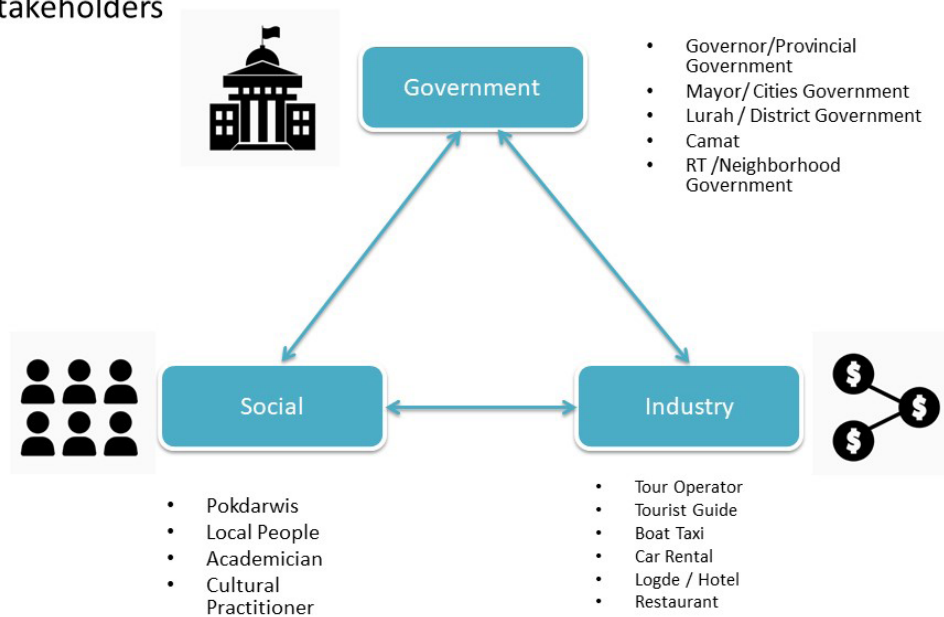 takeholders
Government
• Governor/Provincial
Government
• Mayor/ Cities Government
• Lurah / District Government
• Camat
• RT /Neighborhood
Government
Social
Industry
• Pokdarwis
• Local People
• Academician
• Cultural
Practitioner
• Tour Operator
• Tourist Guide
• Boat Taxi
• Car Rental
• Logde / Hotel
• Restaurant
$
$
$